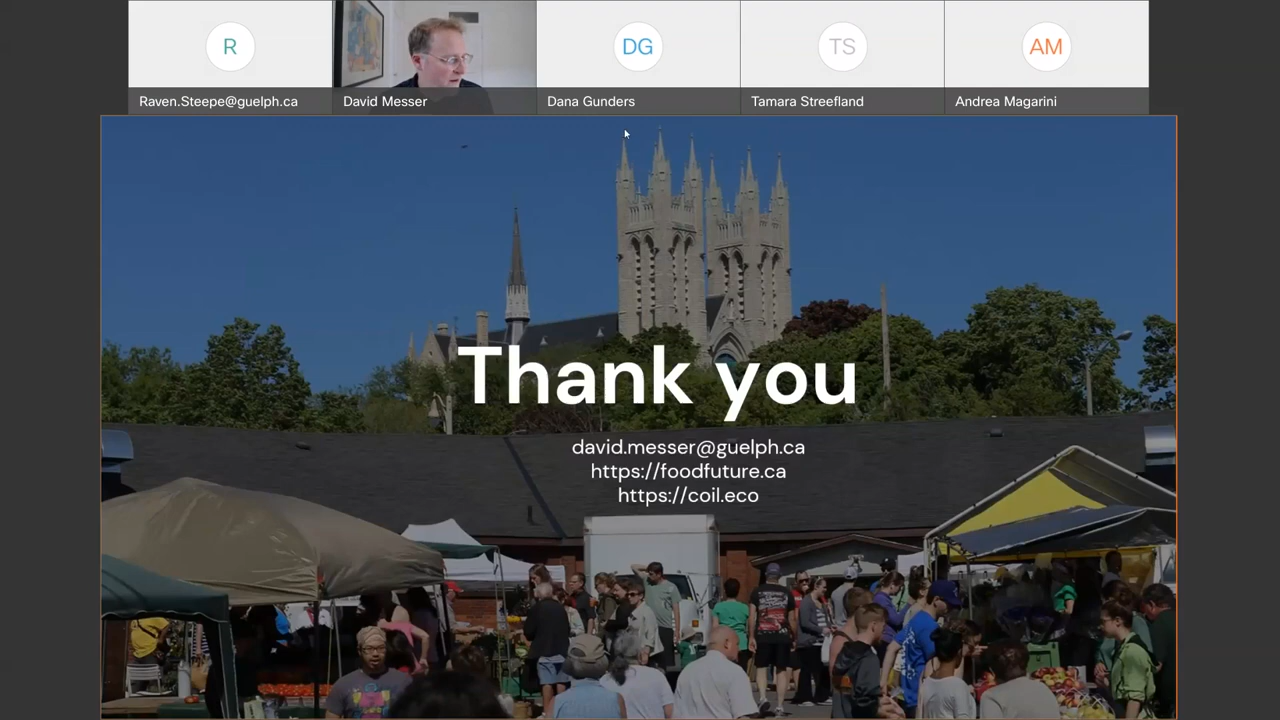 R
DG
TS
AM
Raven.Steepe@guelph.ca
David Messer
Dana Gunders
Tamara Streefland
Andrea Magarini
Thank you
david.messer@guelph.ca
https://foodfuture.ca
https://coil.eco